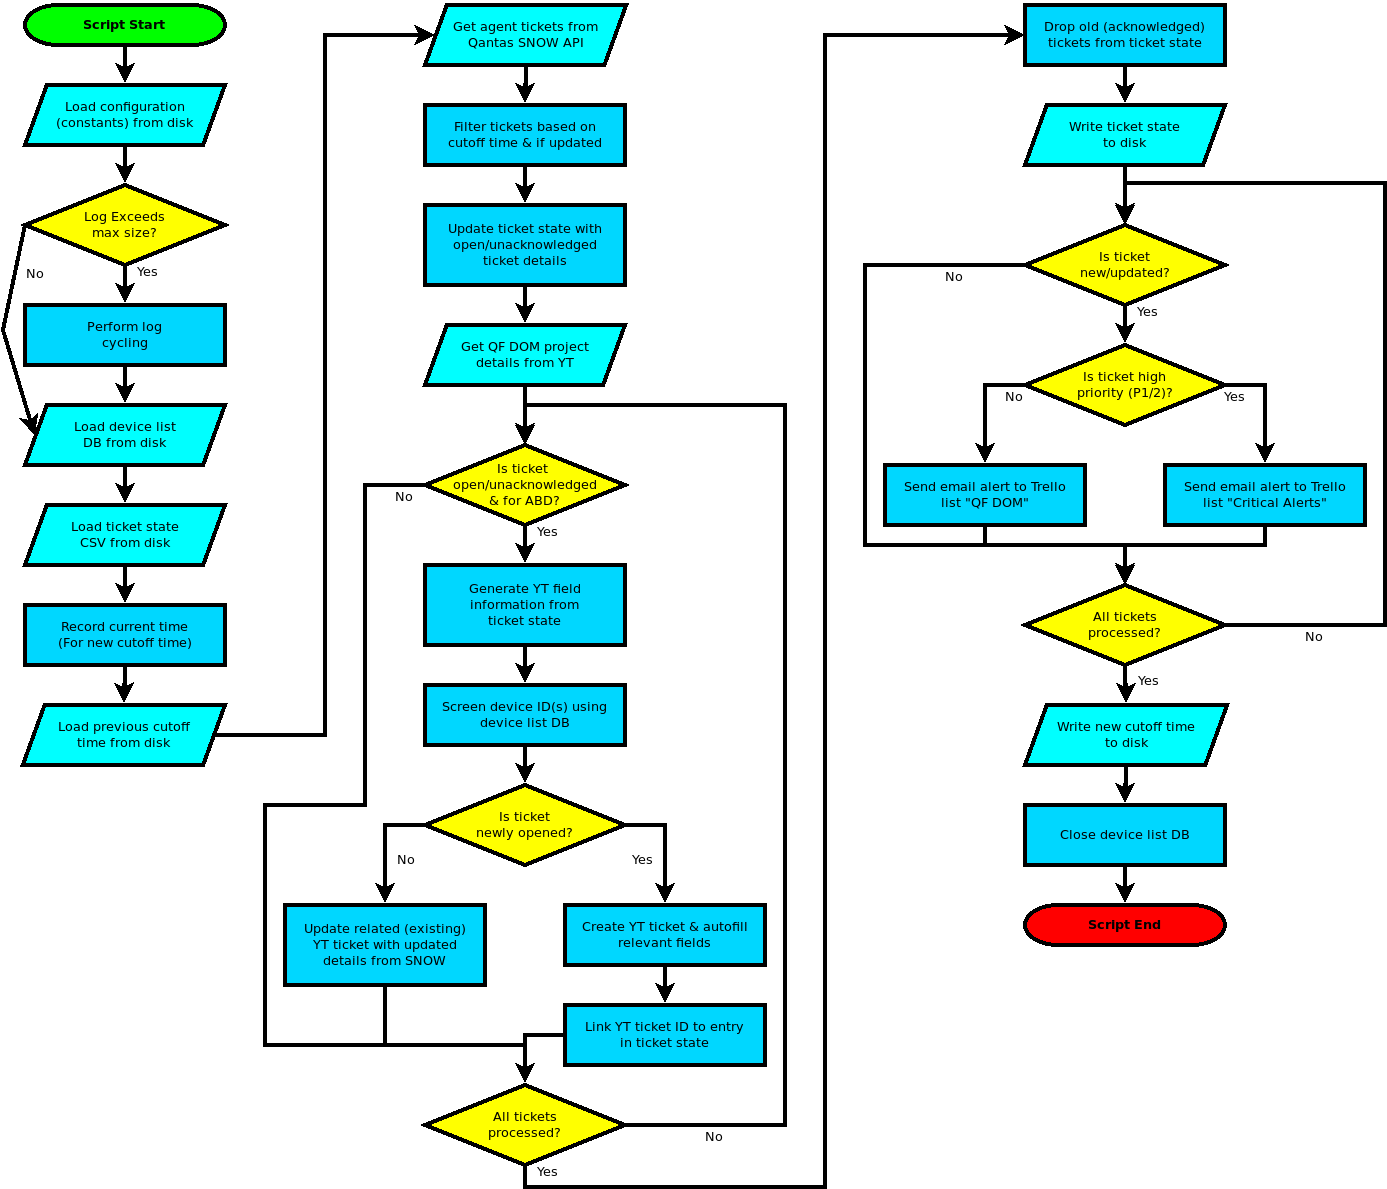 Script Start
Load configuration
(constants) from disk
Log Exceeds
max size?
No
Yes
Perform log
cycling
Load device list
DB from disk
Load ticket state
CSV from disk
Record current time
(For new cutoff time)
Load previous cutoff
time from disk
Get agent tickets from
Qantas SNOW API
Filter tickets based on
cutoff time & if updated
Update ticket state with
open/unacknowledged
ticket details
Get QF DOM project
details from YT
Is ticket
open/unacknowledged
& for ABD?
No
Yes
Generate YT field
information from
ticket state
Screen device ID(s) using
device list DB
Is ticket
newly opened?
No
Yes
Update related (existing)
YT ticket with updated
details from SNOW
Create YT ticket & autofill
relevant fields
Link YT ticket ID to entry
in ticket state
All tickets
processed?
No
Yes
Drop old (acknowledged)
tickets from ticket state
Write ticket state
to disk
Is ticket
new/updated?
No
Yes
Is ticket high
priority (P1/2)?
No
Yes
Send email alert to Trello
list "QF DOM"
Send email alert to Trello
list "Critical Alerts"
All tickets
processed?
No
Yes
Write new cutoff time
to disk
Close device list DB
Script End